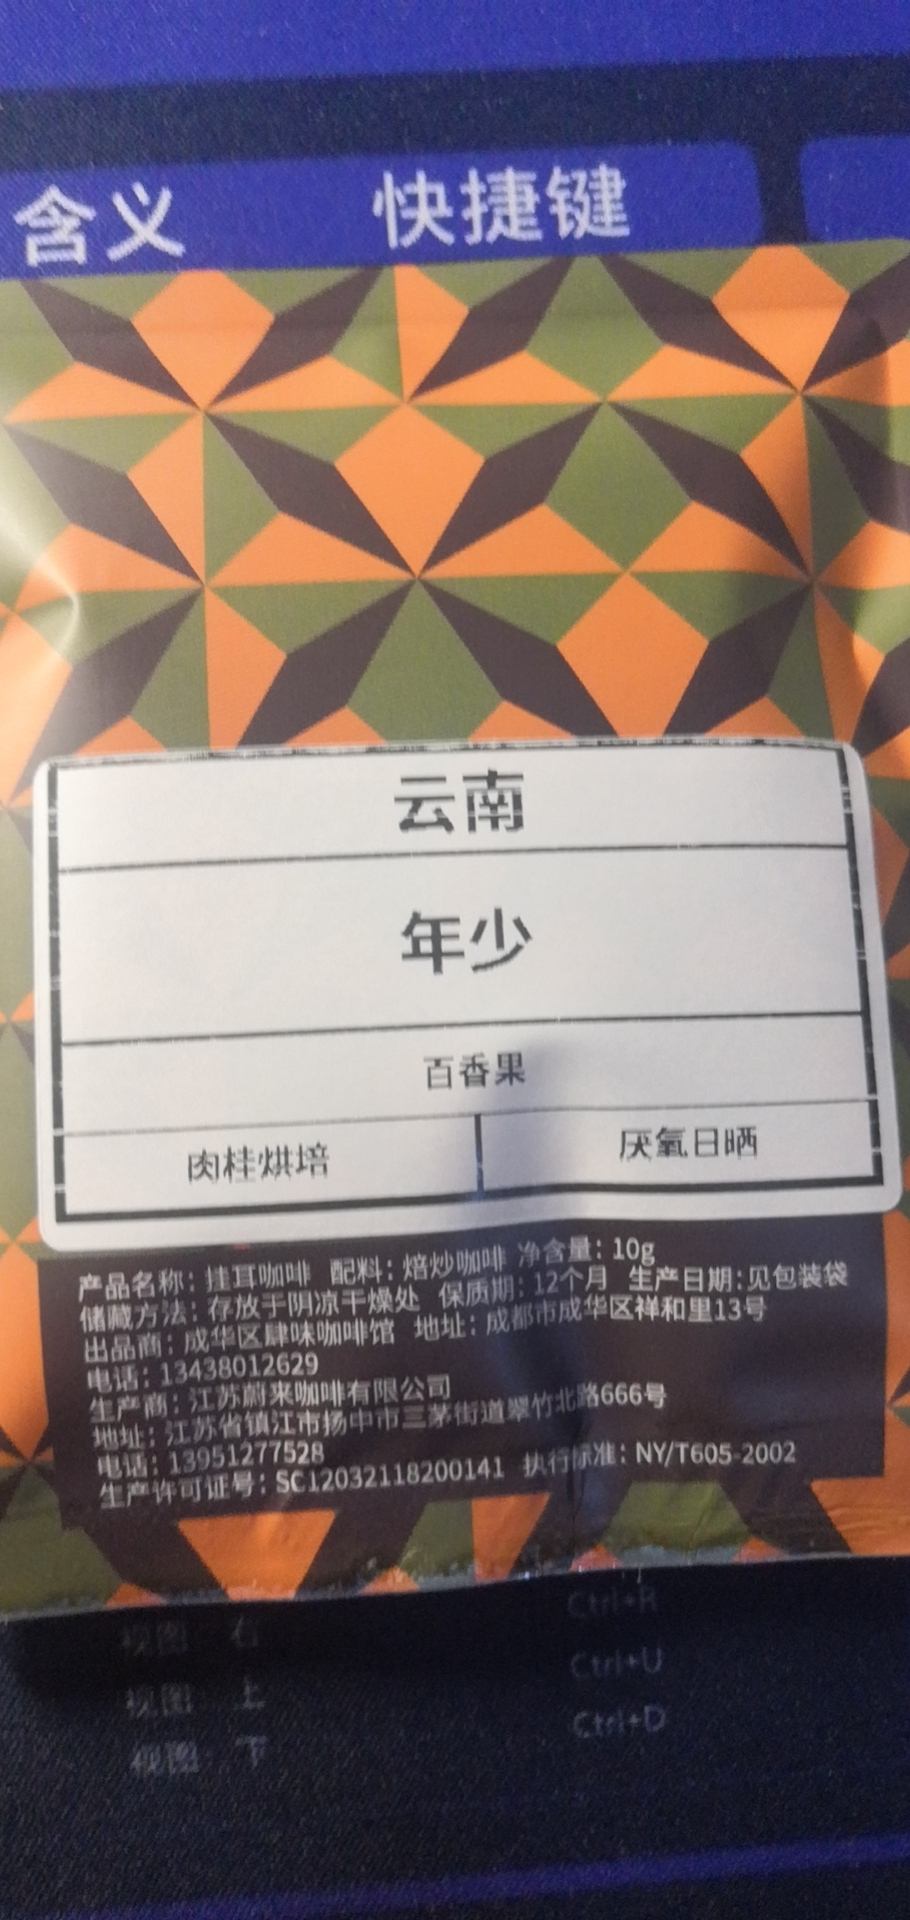 含义 快捷键
云南
年少
百香果
肉桂烘培 厌氧日晒
产品名称：挂耳咖啡 配料：焙炒咖啡 净含量：10g
储藏方法：存放于阴凉干燥处 保质期：12个月 生产日期：见包装袋
出品商：成华区肆味咖啡馆 地址：成都市成华区祥和里13号
电话：13438012629
生产商：江苏蔚来咖啡有限公司
地址：江苏省镇江市扬中市三茅街道翠竹北路666号
电话：13951277528
生产许可证号：SC12032118200141 执行标准：NY/T605-2002
视图 右 Ctrl+R
视图 上 Ctrl+U
视图 下 Ctrl+D